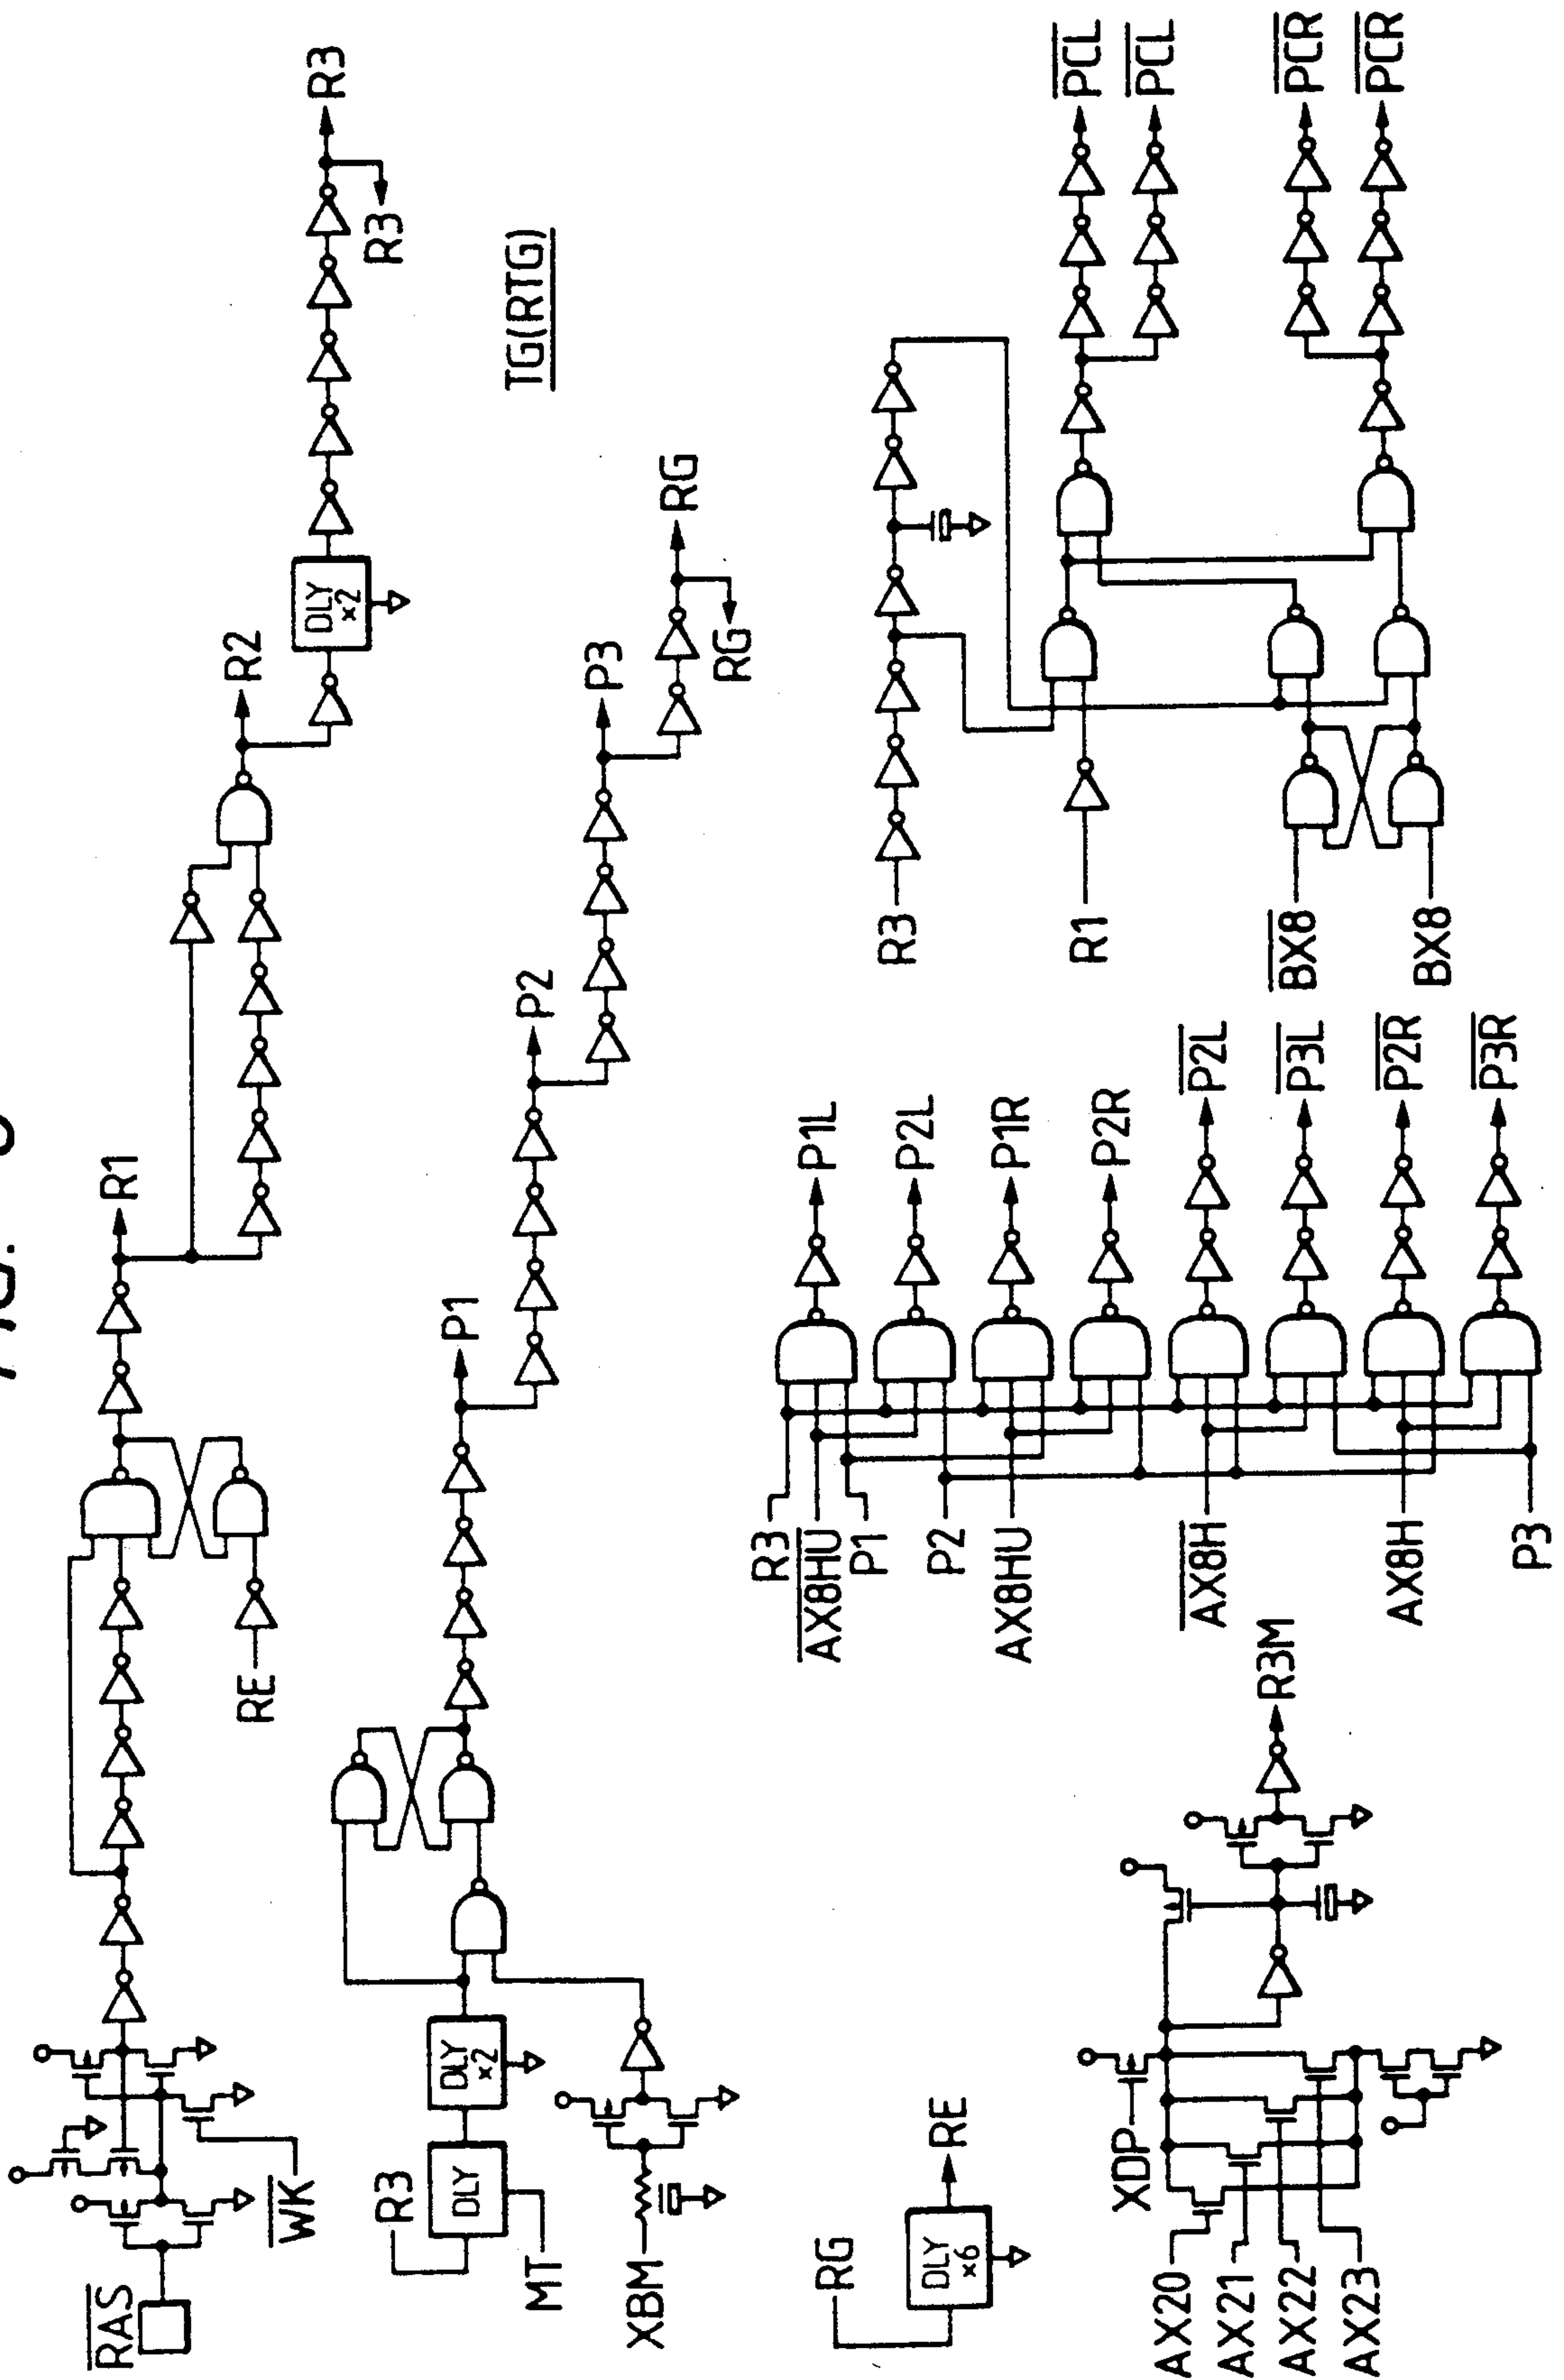 FIG.
R1
R2
R3
R3
RAS
WK
RE
DLY
×2
TG(RTG)
P1
P2
P3
RG
RG
R3
DLY
DLY
×2
MT
XBM
RG
DLY
×6
RE
XDP
AX20
AX21
AX22
AX23
R3M
R3
AX8HU
P1
P2
AX8HU
AX8H
AX8H
P3
P1L
P2L
P1R
P2R
P2L
P3L
P2R
P3R
R3
R1
BX8
BX8
PCL
PCL
PCR
PCR